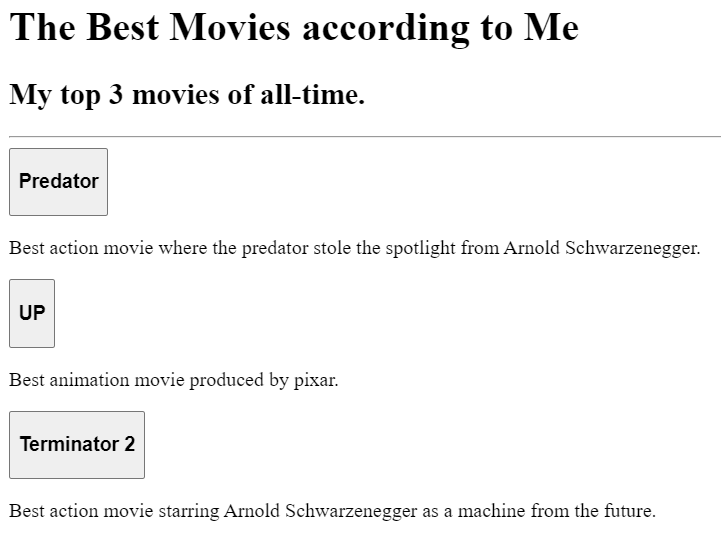 The Best Movies according to Me
My top 3 movies of all-time.
Predator
Best action movie where the predator stole the spotlight from Arnold Schwarzenegger.
UP
Best animation movie produced by pixar.
Terminator 2
Best action movie starring Arnold Schwarzenegger as a machine from the future.